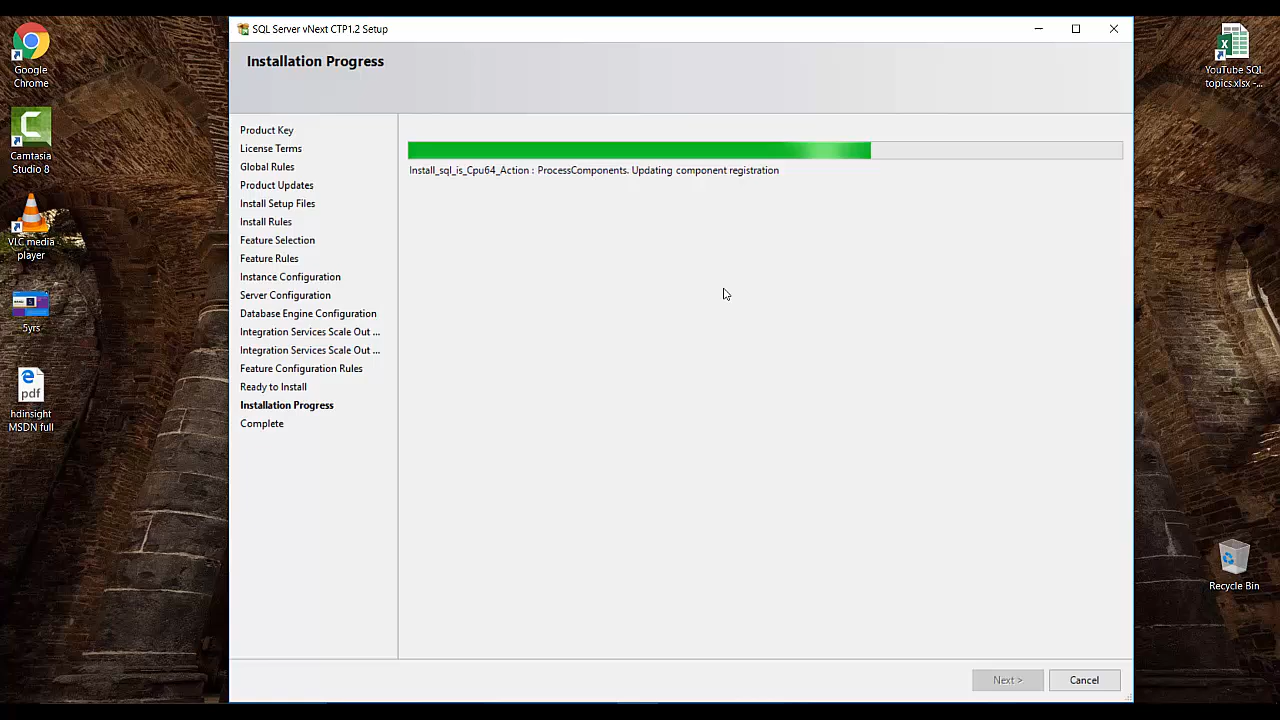 SQL Server vNext CTP1.2 Setup
Installation Progress
Product Key
License Terms
Global Rules
Product Updates
Install Setup Files
Install Rules
Feature Selection
Feature Rules
Instance Configuration
Server Configuration
Database Engine Configuration
Integration Services Scale Out ...
Integration Services Scale Out ...
Feature Configuration Rules
Ready to Install
Installation Progress
Complete
Install_sql_is_Cpu64_Action : ProcessComponents. Updating component registration
Next >
Cancel
Google
Chrome
Camtasia
Studio 8
VLC media
player
5yrs
pdf
hdinsight
MSDN full
YouTube SQL
topics.xlsx -...
Recycle Bin